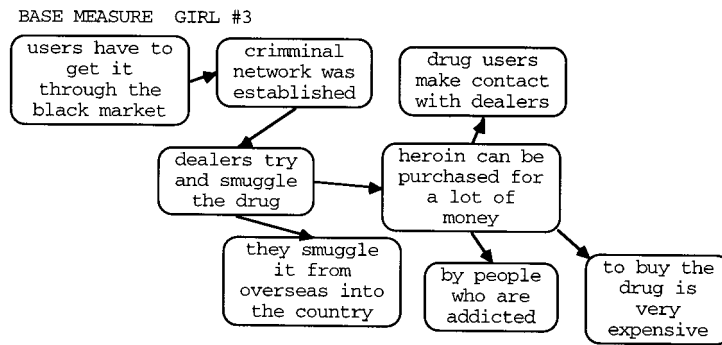 BASE MEASURE GIRL #3
users have to
get it
through the
black market
crimminal
network was
established
drug users
make contact
with dealers
dealers try
and smuggle
the drug
heroin can be
purchased for
a lot of
money
they smuggle
it from
overseas into
the country
by people
who are
addicted
to buy the
drug is
very
expensive